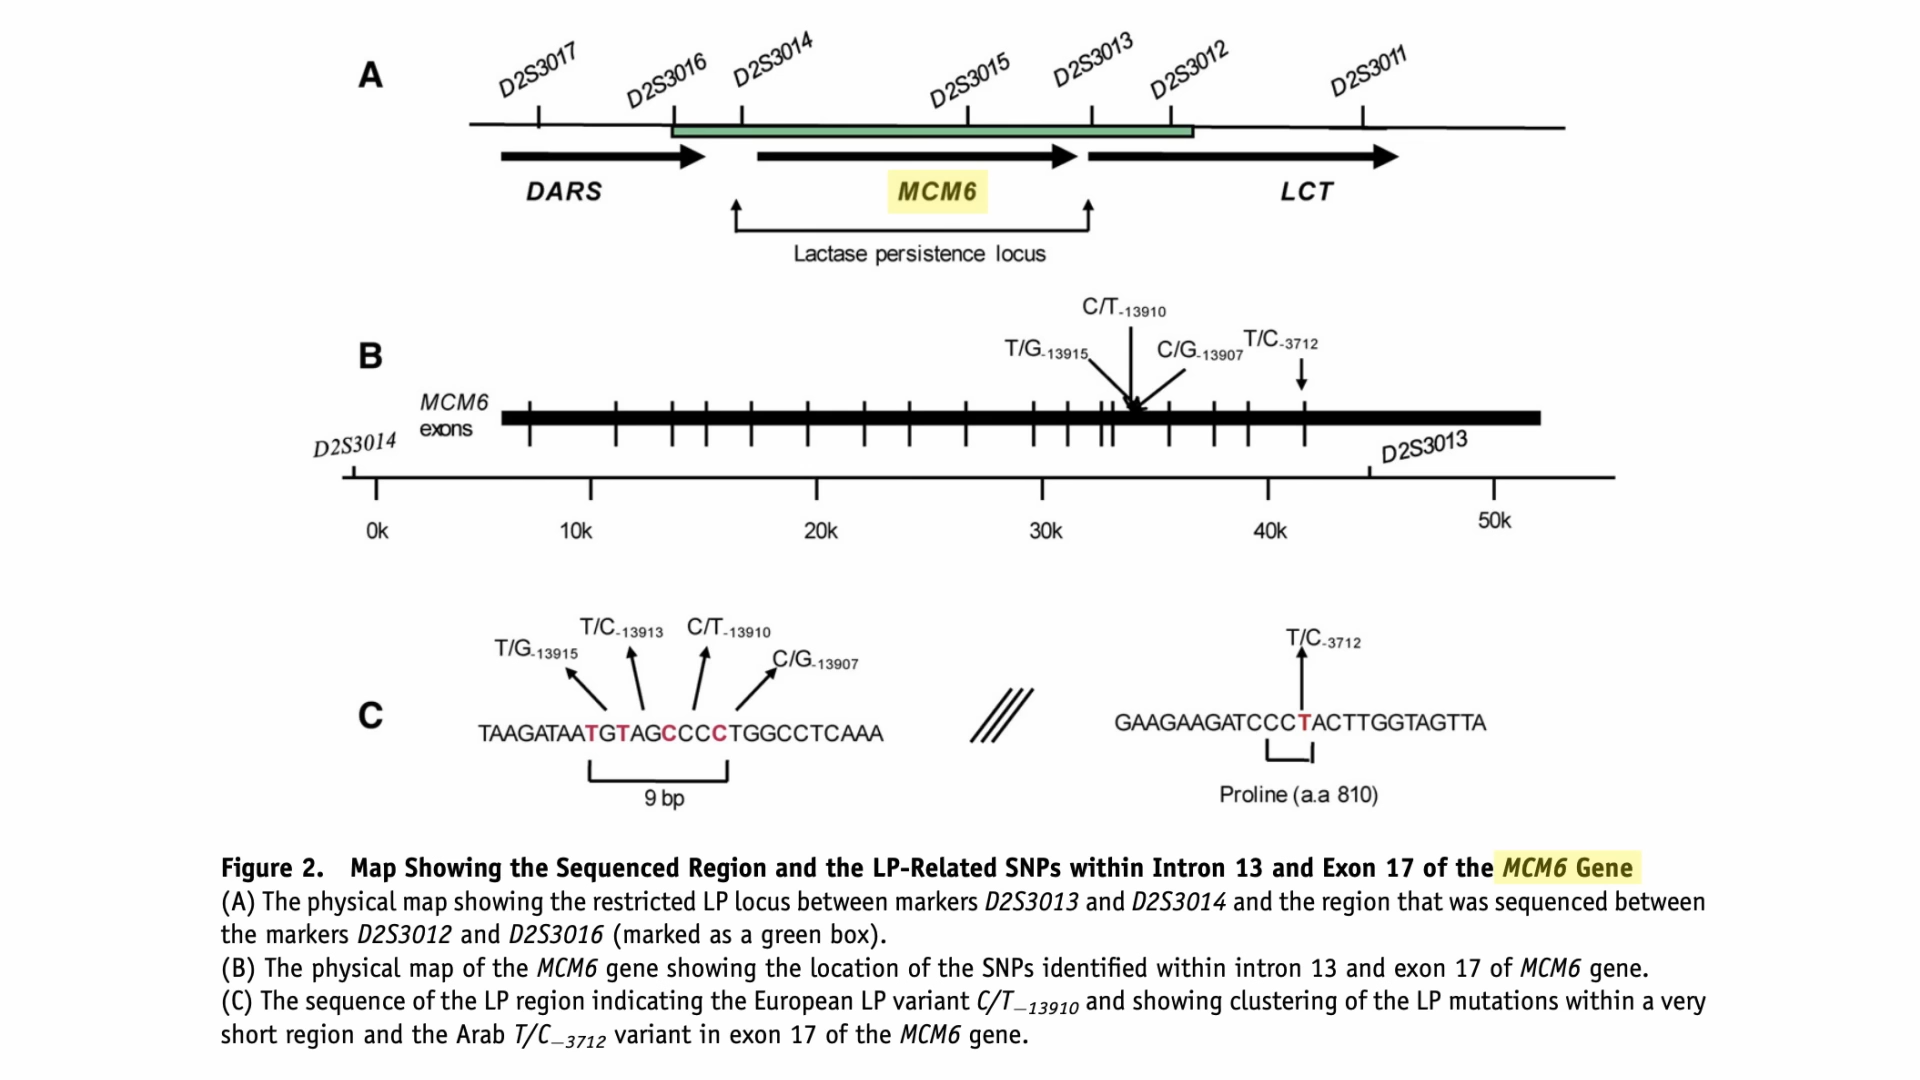 A
D2S3017
D2S3016
D2S3014
D2S3015
D2S3013
D2S3012
D2S3011
DARS
MCM6
LCT
Lactase persistence locus
B
C/T-13910
T/G-13915
C/G-13907
T/C-3712
MCM6
exons
D2S3014
D2S3013
0k
10k
20k
30k
40k
50k
C
T/G-13915
T/C-13913
C/T-13910
C/G-13907
TAAGATAATGTAGCCCCTGGCCTCAAA
9 bp
T/C-3712
GAAGAAGATCCCTACTTGGTAGTTA
Proline (a.a 810)
Figure 2. Map Showing the Sequenced Region and the LP-Related SNPs within Intron 13 and Exon 17 of the MCM6 Gene
(A) The physical map showing the restricted LP locus between markers D2S3013 and D2S3014 and the region that was sequenced between
the markers D2S3012 and D2S3016 (marked as a green box).
(B) The physical map of the MCM6 gene showing the location of the SNPs identified within intron 13 and exon 17 of MCM6 gene.
(C) The sequence of the LP region indicating the European LP variant C/T−13910 and showing clustering of the LP mutations within a very
short region and the Arab T/C−3712 variant in exon 17 of the MCM6 gene.